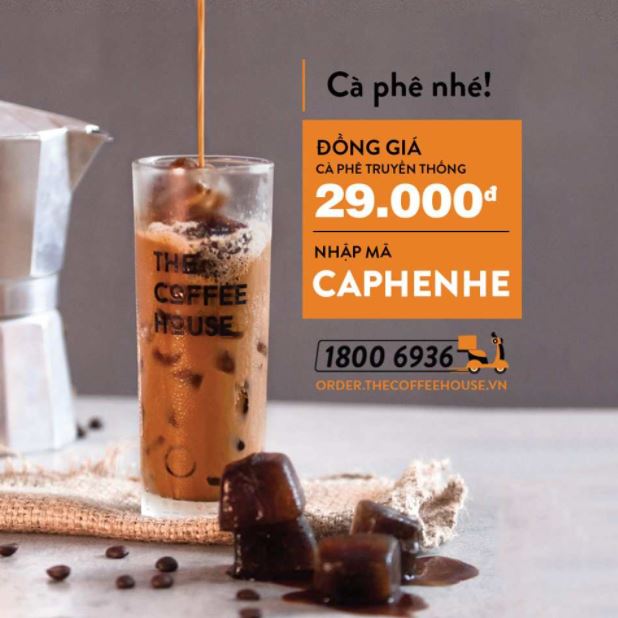 Cà phê nhé!
ĐỒNG GIÁ
CÀ PHÊ TRUYỀN THỐNG
29.000đ
NHẬP MÃ
CAPHENHE
1800 6936
ORDER.THECOFFEEHOUSE.VN
THE
COFFEE
HOUSE